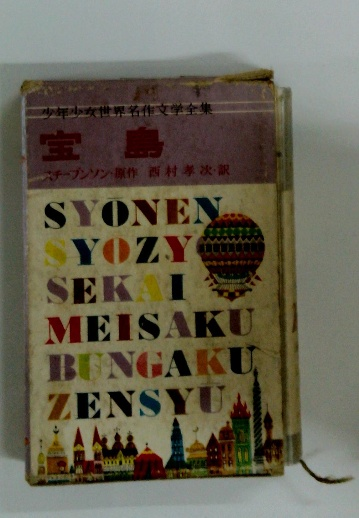 少年少女世界名作文学全集
宝島
スチーブンソン・原作 西村孝次・訳
SYONEN
SYOZY
SEKAI
MEISAKU
BUNGAKU
ZENSYU